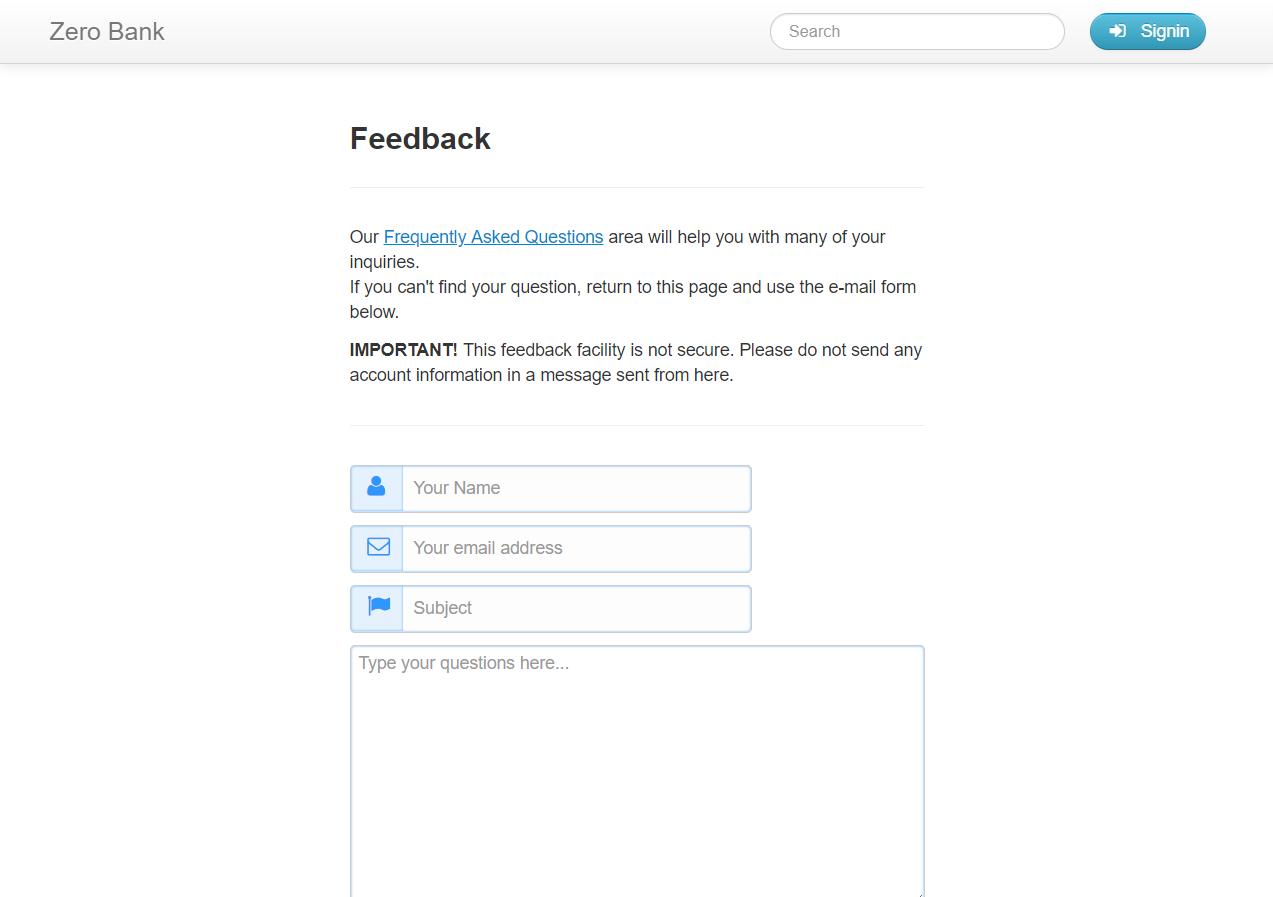 Zero Bank
Search
Signin
Feedback
Our Frequently Asked Questions area will help you with many of your
inquiries.
If you can't find your question, return to this page and use the e-mail form
below.
IMPORTANT! This feedback facility is not secure. Please do not send any
account information in a message sent from here.
Your Name
Your email address
Subject
Type your questions here...